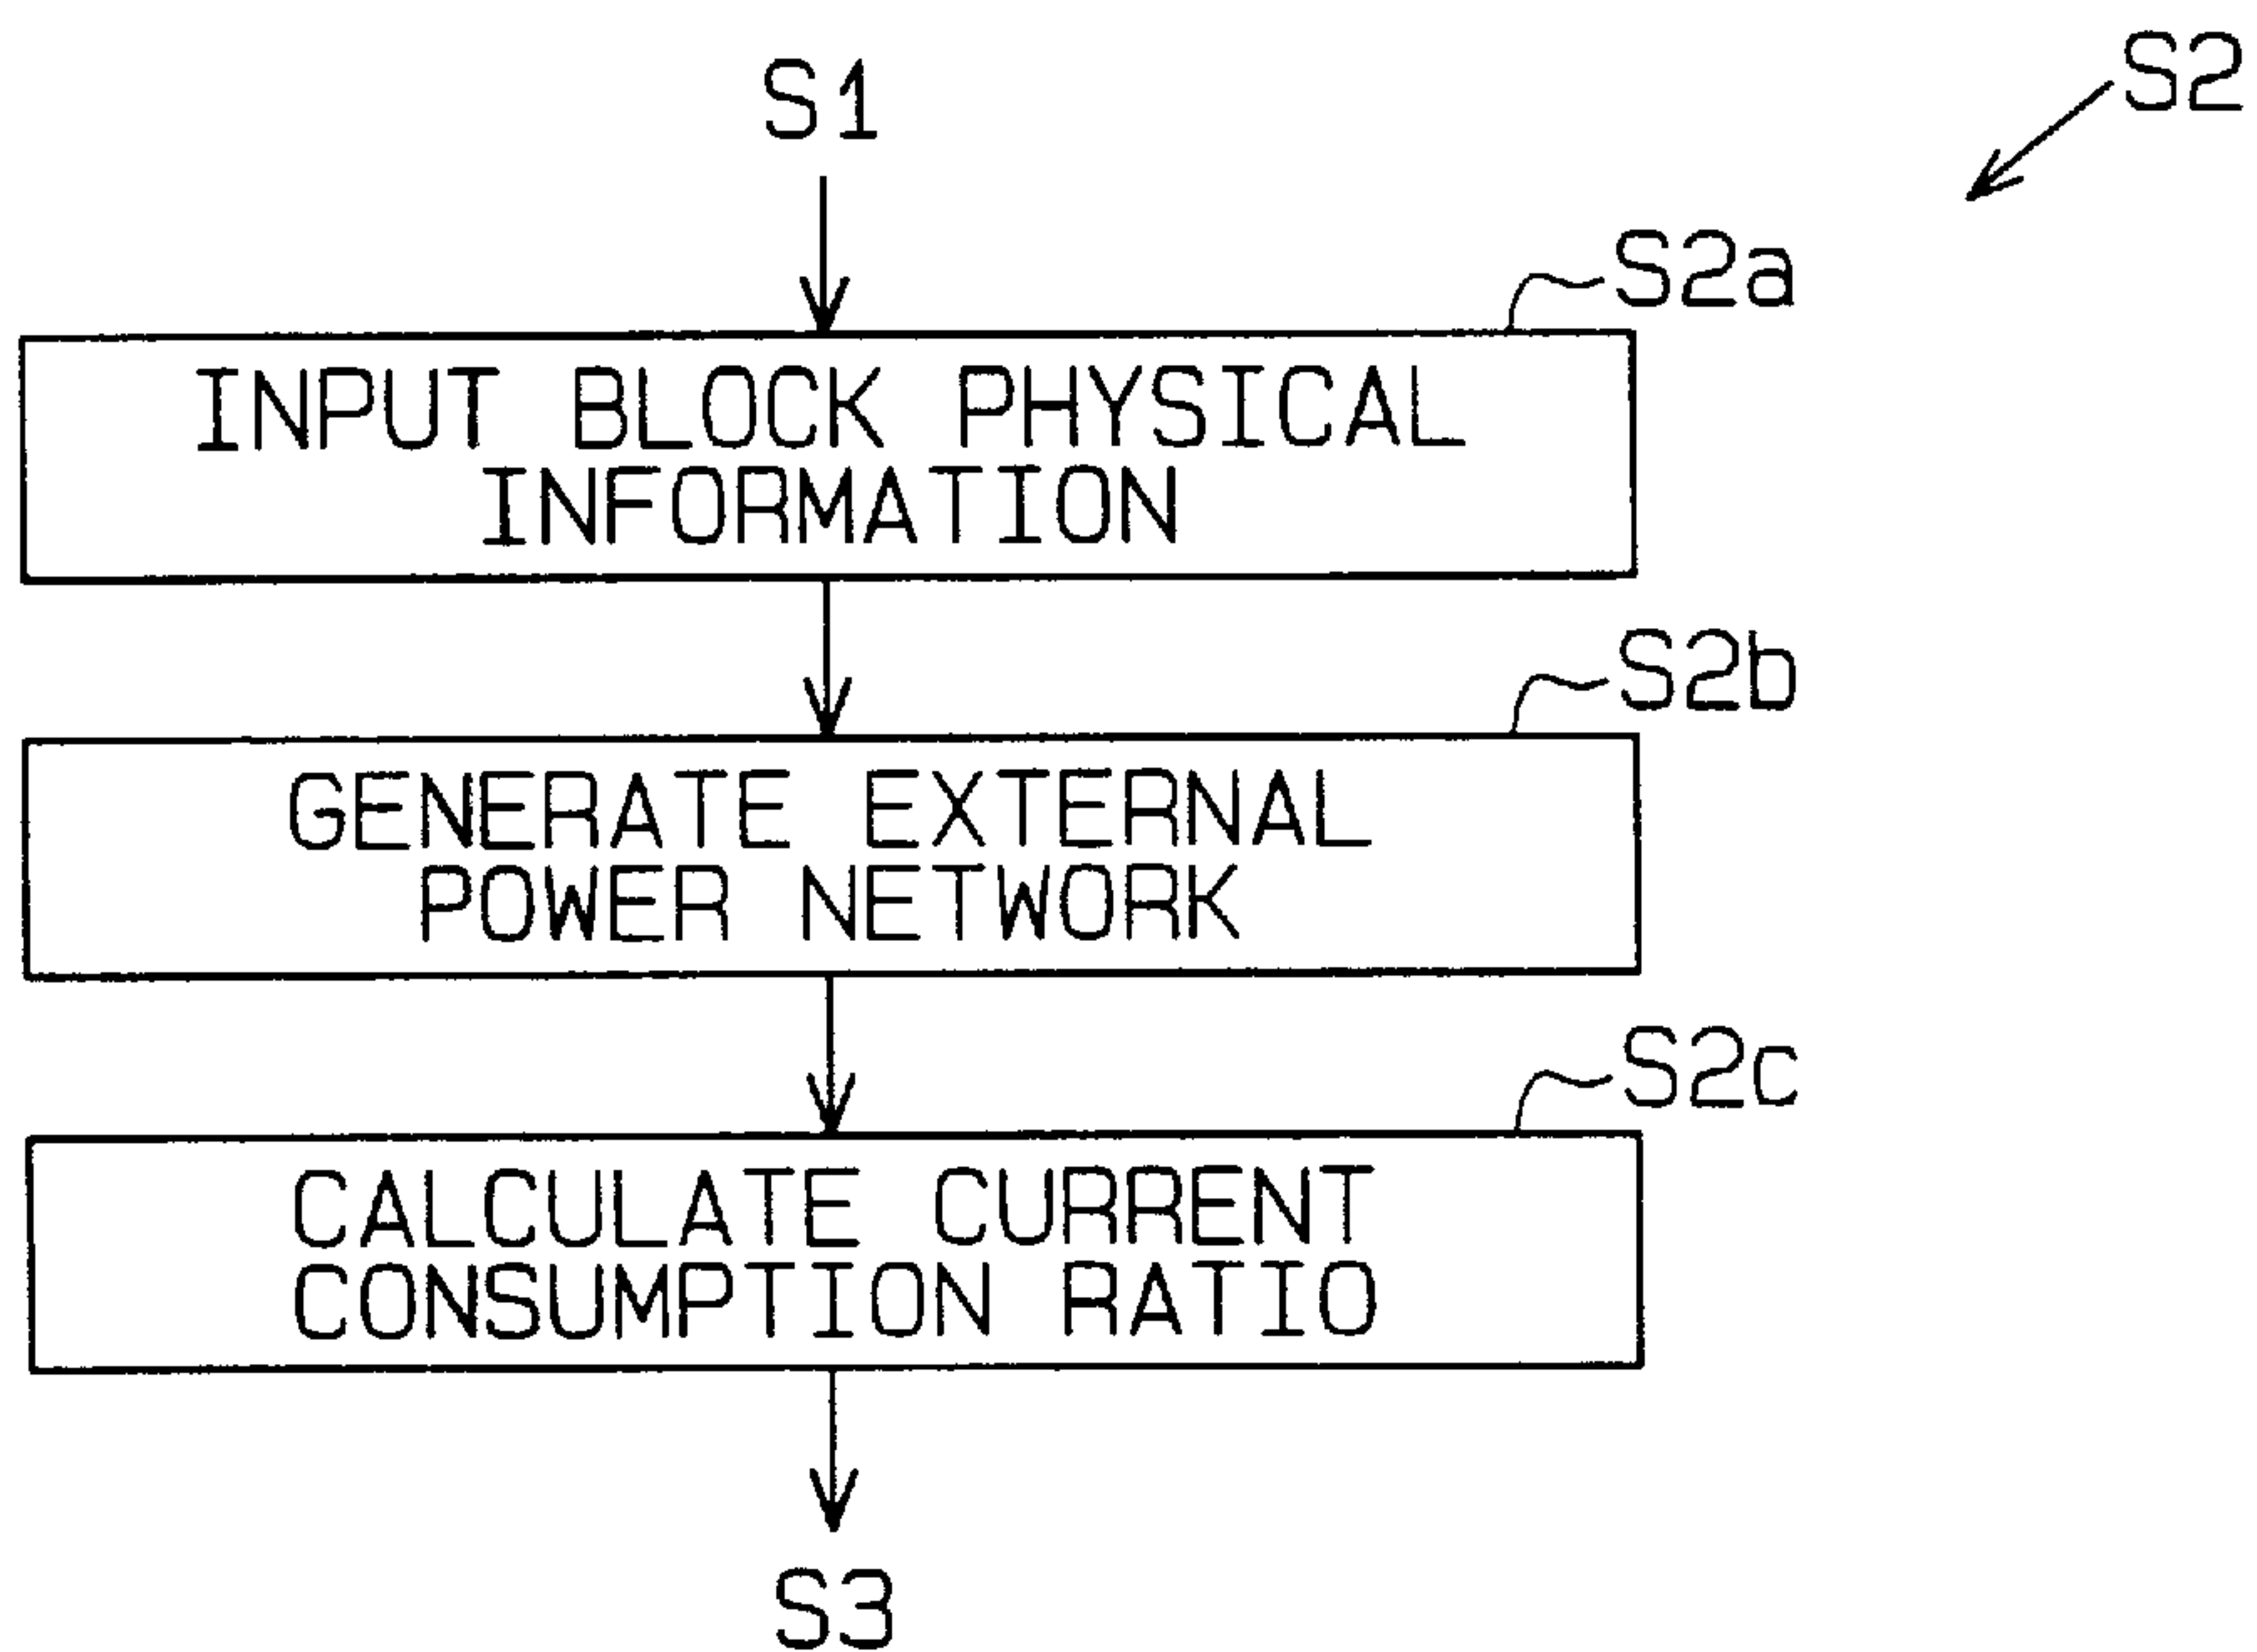 S2
S1
S2a
INPUT BLOCK PHYSICAL
INFORMATION
S2b
GENERATE EXTERNAL
POWER NETWORK
S2c
CALCULATE CURRENT
CONSUMPTION RATIO
S3